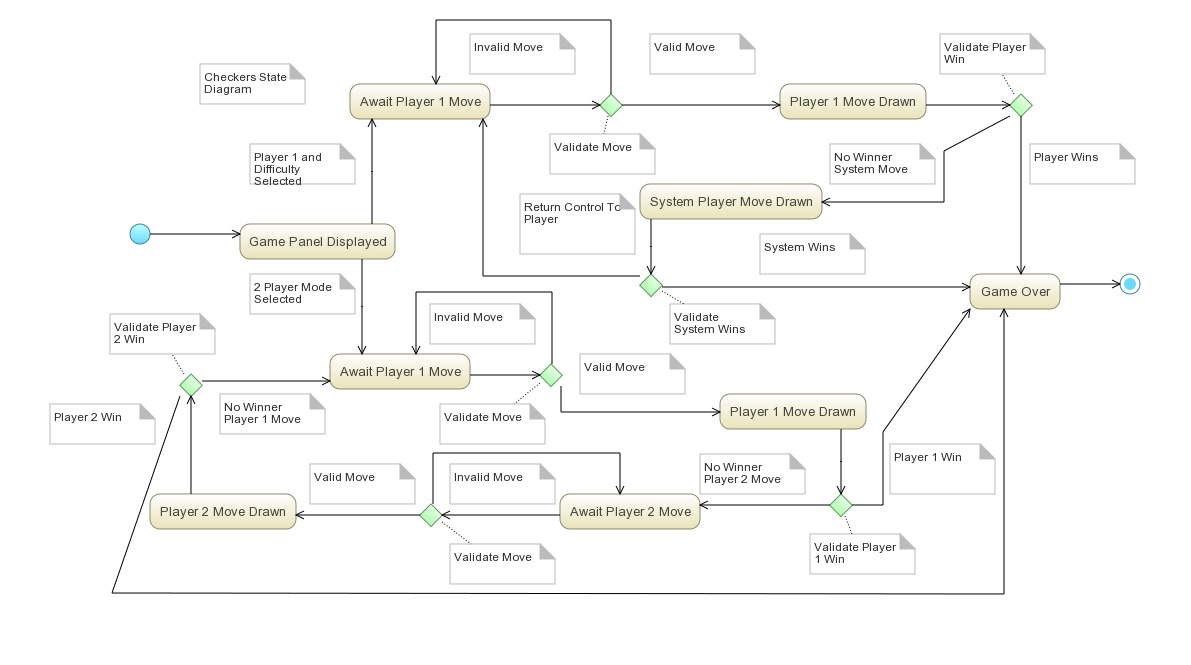 Invalid Move
Valid Move
Validate Player
Win
Checkers State
Diagram
Await Player 1 Move
Player 1 Move Drawn
Validate Move
Player 1 and
Difficulty
Selected
No Winner
System Move
Player Wins
Return Control To
Player
System Player Move Drawn
Game Panel Displayed
System Wins
2 Player Mode
Selected
Game Over
Validate
System Wins
Validate Player
2 Win
Invalid Move
Await Player 1 Move
Valid Move
Player 2 Win
No Winner
Player 1 Move
Validate Move
Player 1 Move Drawn
Valid Move
Invalid Move
No Winner
Player 2 Move
Player 1 Win
Player 2 Move Drawn
Await Player 2 Move
Validate Move
Validate Player
1 Win